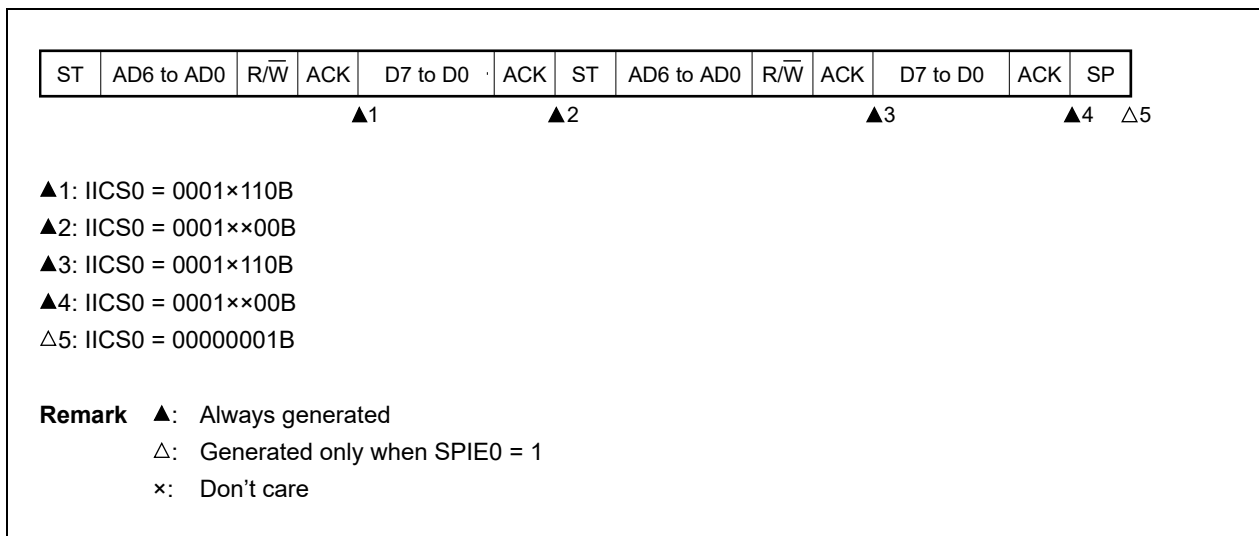 ST AD6 to AD0 R/W̅ ACK D7 to D0 ACK ST AD6 to AD0 R/W̅ ACK D7 to D0 ACK SP
▲1 ▲2 ▲3 ▲4 △5
▲1: IICS0 = 0001×110B
▲2: IICS0 = 0001××00B
▲3: IICS0 = 0001×110B
▲4: IICS0 = 0001××00B
△5: IICS0 = 00000001B
Remark ▲: Always generated
△: Generated only when SPIE0 = 1
×: Don’t care